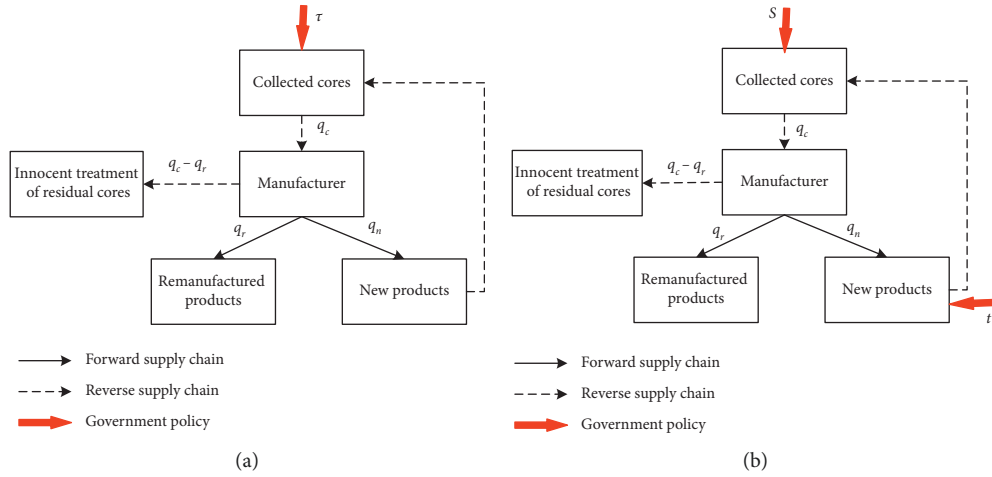 τ
Collected cores
q_c
Innocent treatment
of residual cores
q_c – q_r
Manufacturer
q_r
q_n
Remanufactured
products
New products
Forward supply chain
Reverse supply chain
Government policy
(a)
S
Collected cores
q_c
Innocent treatment
of residual cores
q_c – q_r
Manufacturer
q_r
q_n
Remanufactured
products
New products
t
Forward supply chain
Reverse supply chain
Government policy
(b)